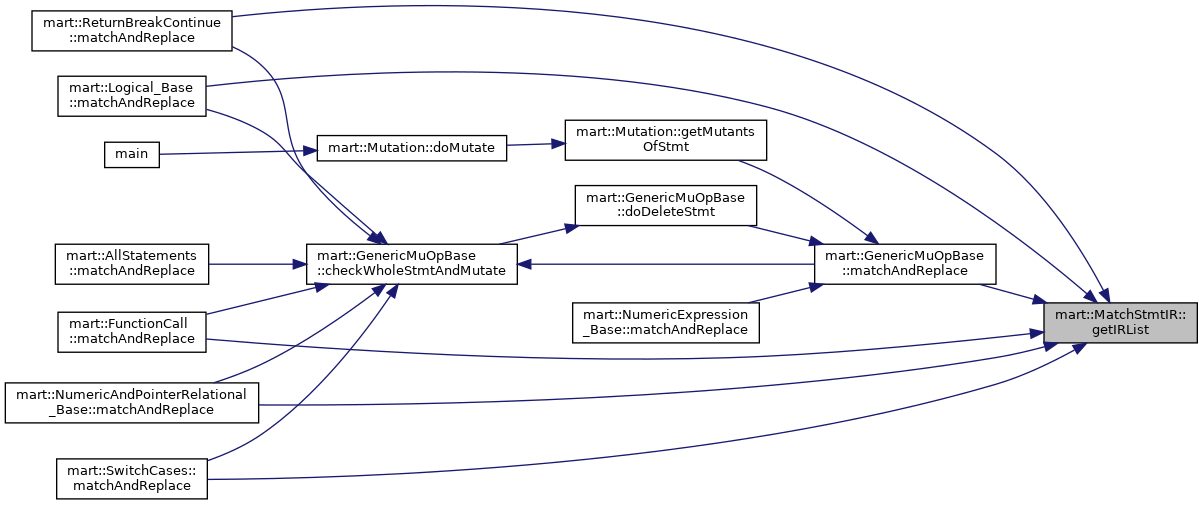 mart::ReturnBreakContinue
::matchAndReplace
mart::Logical_Base
::matchAndReplace
main
mart::Mutation::doMutate
mart::Mutation::getMutants
OfStmt
mart::GenericMuOpBase
::doDeleteStmt
mart::AllStatements
::matchAndReplace
mart::GenericMuOpBase
::checkWholeStmtAndMutate
mart::GenericMuOpBase
::matchAndReplace
mart::FunctionCall
::matchAndReplace
mart::NumericExpression
_Base::matchAndReplace
mart::MatchStmtIR::
getIRList
mart::NumericAndPointerRelational
_Base::matchAndReplace
mart::SwitchCases::
matchAndReplace